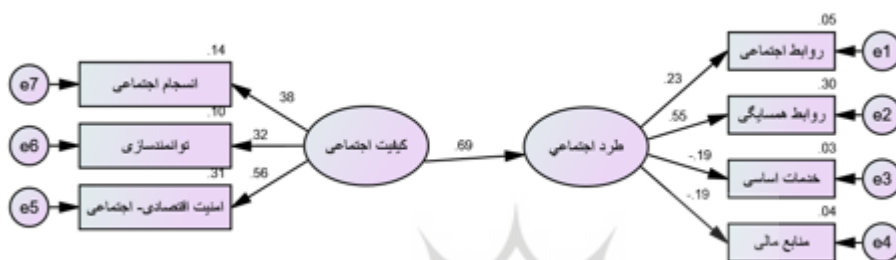 .05
روابط اجتماعی
e1
.14
انسجام اجتماعی
e7
.23
38
.30
روابط همسایگی
e2
.10
توانمندسازی
e6
.32
.55
کیفیت اجتماعی
.69
طرد اجتماعی
.31
.56
-.19
.03
خدمات اساسی
e3
امنیت اقتصادی- اجتماعی
e5
-.19
.04
منابع مالی
e4